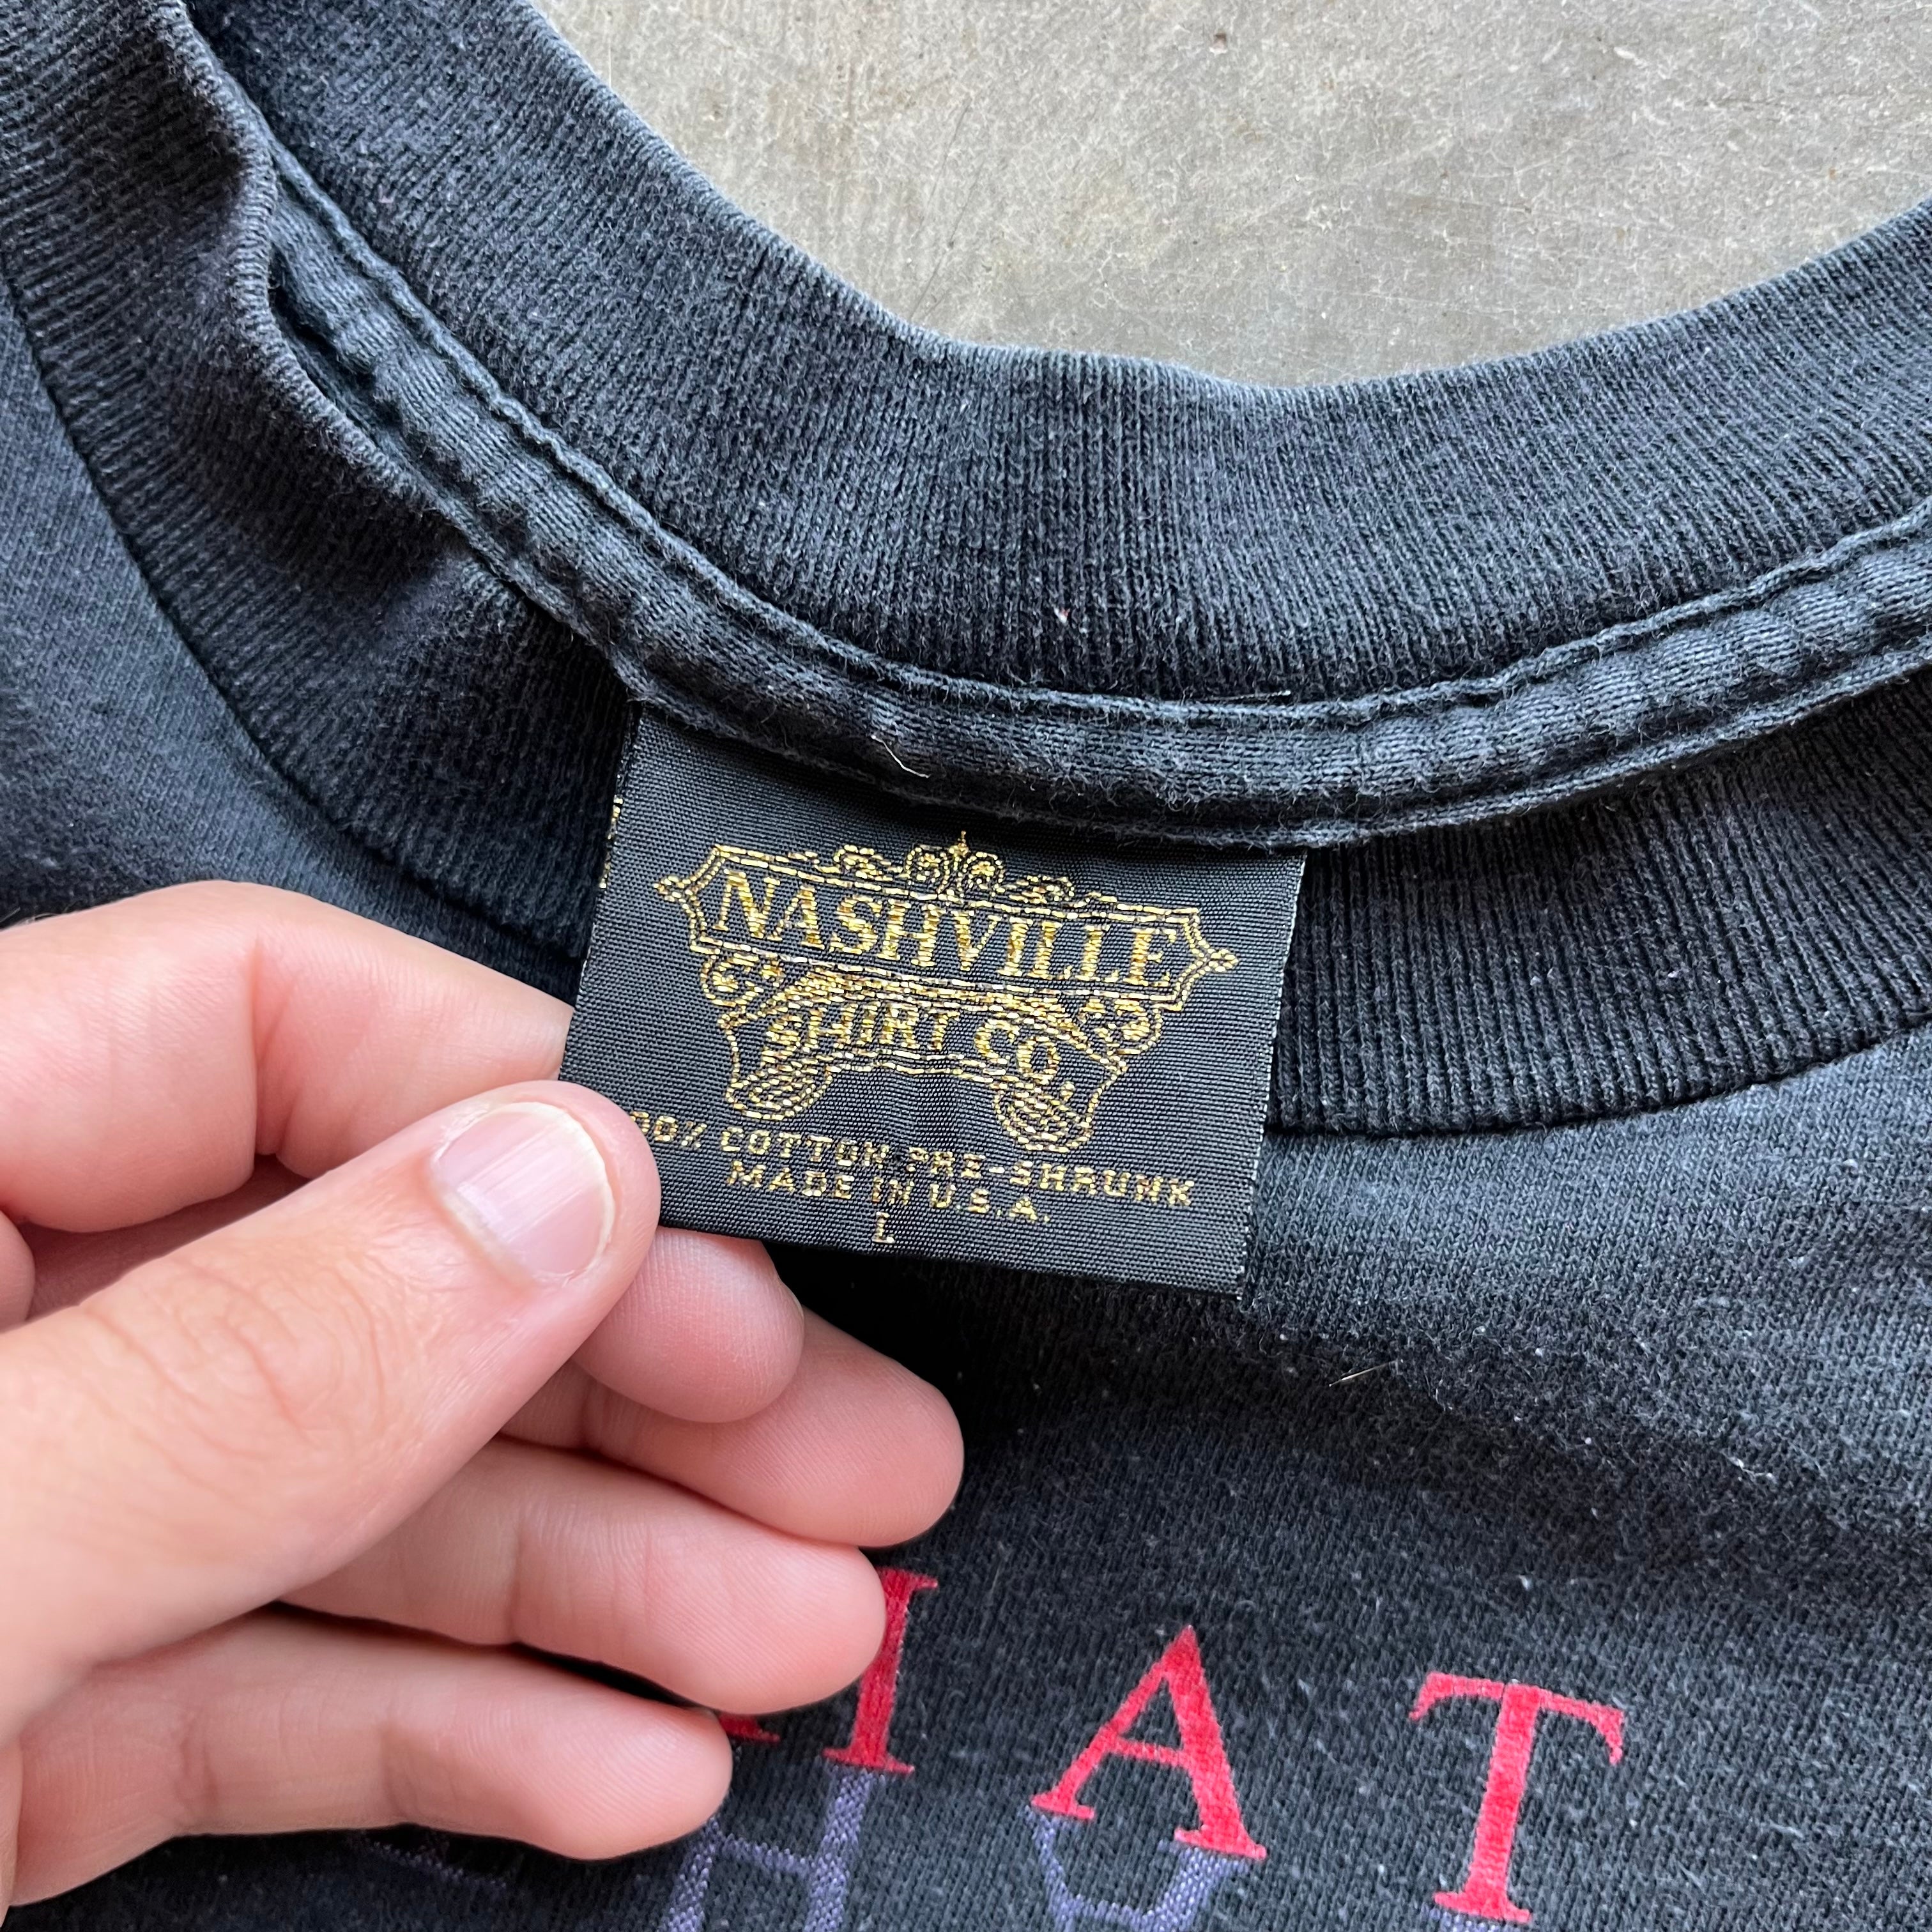 NASHVILLE
SHIRT CO.
COTTON PRE-SHRUNK
MADE IN U.S.A.
L